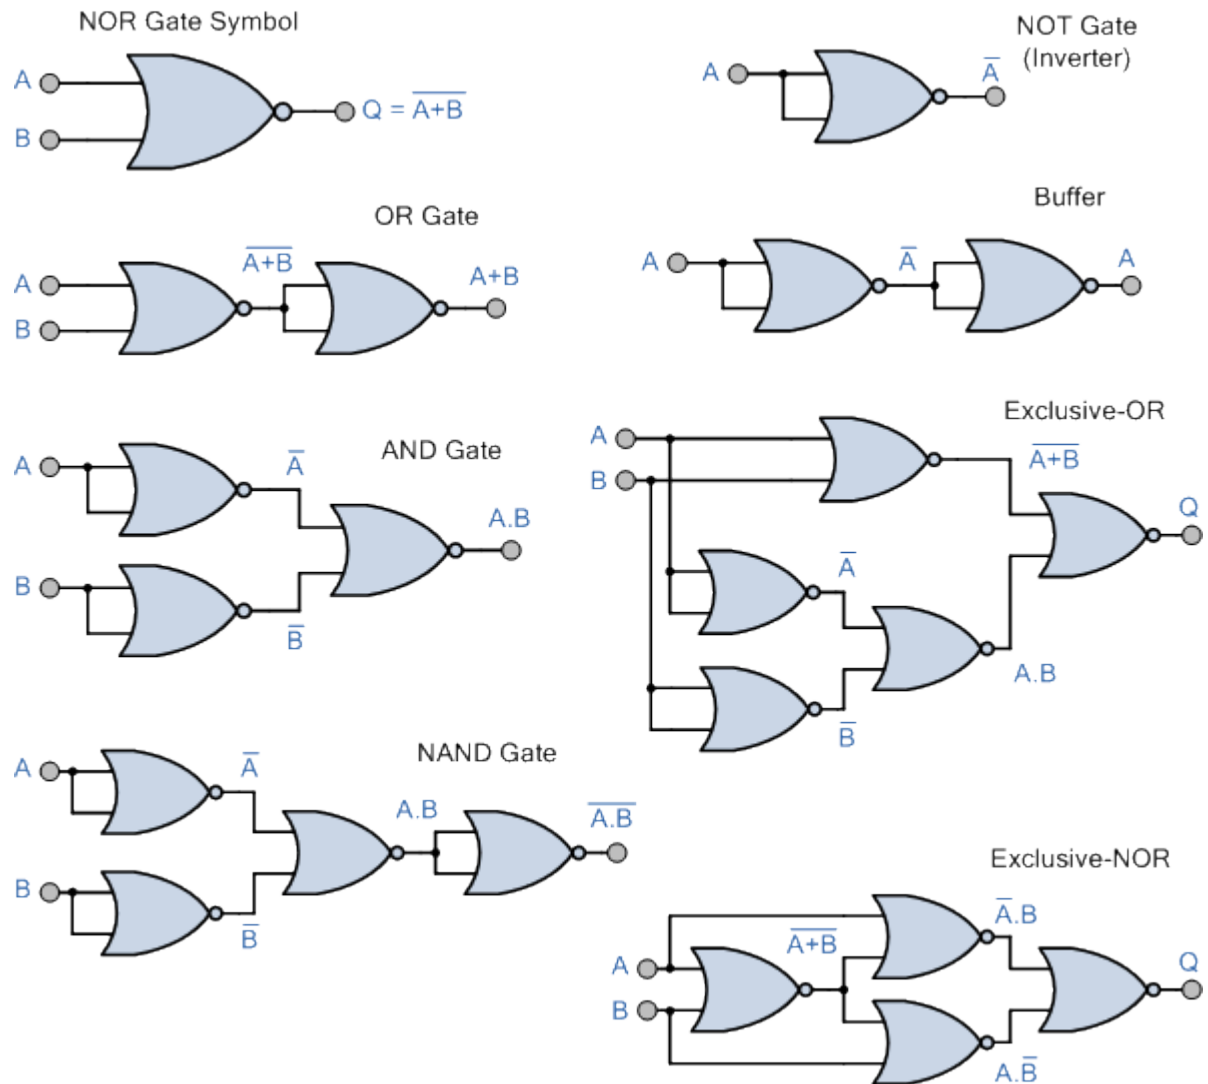 NOR Gate Symbol
A
B
Q = A̅+̅B̅
NOT Gate
(Inverter)
A
A̅
OR Gate
A
B
A̅+̅B̅
A+B
Buffer
A
A̅
A
AND Gate
A
A̅
B
B̅
A.B
Exclusive-OR
A
B
A̅+̅B̅
A̅
B̅
A.B
Q
NAND Gate
A
A̅
B
B̅
A.B
A̅.̅B̅
Exclusive-NOR
A
B
A̅+̅B̅
A̅.B
A.B̅
Q